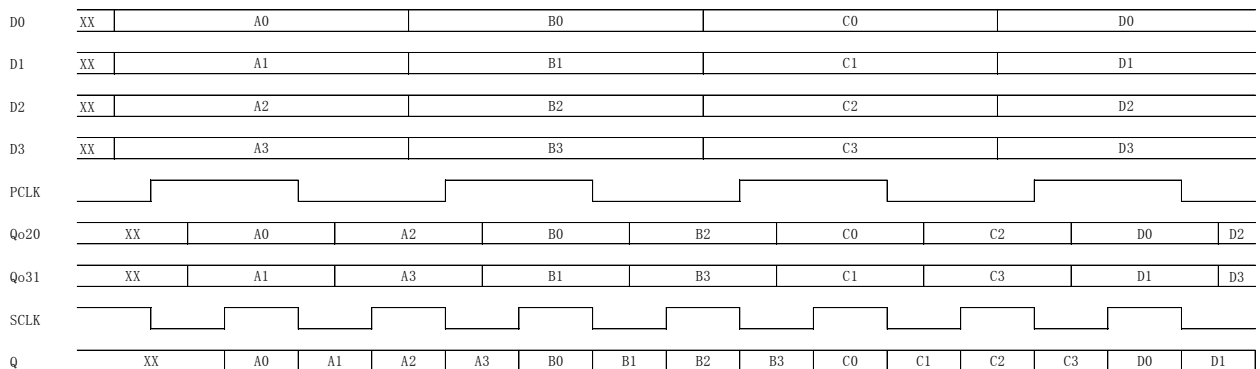 D0 XX A0 B0 C0 D0
D1 XX A1 B1 C1 D1
D2 XX A2 B2 C2 D2
D3 XX A3 B3 C3 D3
PCLK
Qo20 XX A0 A2 B0 B2 C0 C2 D0 D2
Qo31 XX A1 A3 B1 B3 C1 C3 D1 D3
SCLK
Q XX A0 A1 A2 A3 B0 B1 B2 B3 C0 C1 C2 C3 D0 D1